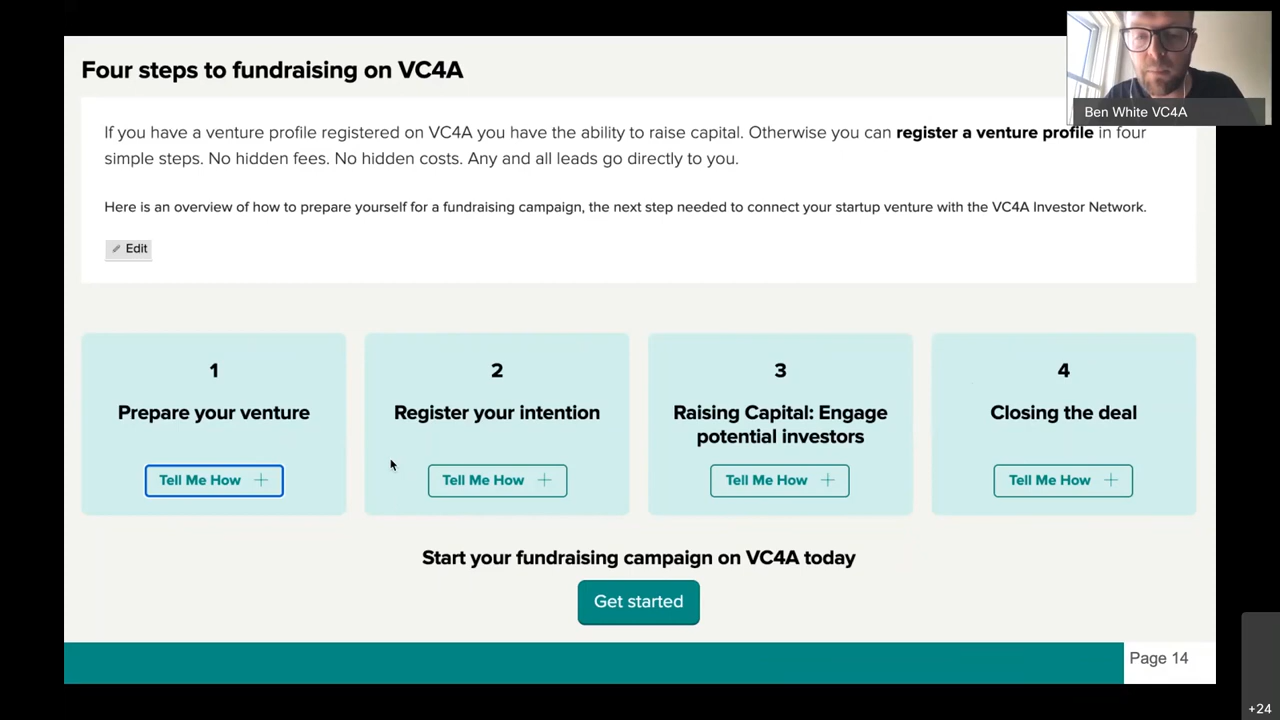 Four steps to fundraising on VC4A
Ben White VC4A
If you have a venture profile registered on VC4A you have the ability to raise capital. Otherwise you can register a venture profile in four
simple steps. No hidden fees. No hidden costs. Any and all leads go directly to you.
Here is an overview of how to prepare yourself for a fundraising campaign, the next step needed to connect your startup venture with the VC4A Investor Network.
Edit
1
Prepare your venture
Tell Me How +
2
Register your intention
Tell Me How +
3
Raising Capital: Engage
potential investors
Tell Me How +
4
Closing the deal
Tell Me How +
Start your fundraising campaign on VC4A today
Get started
Page 14
+24